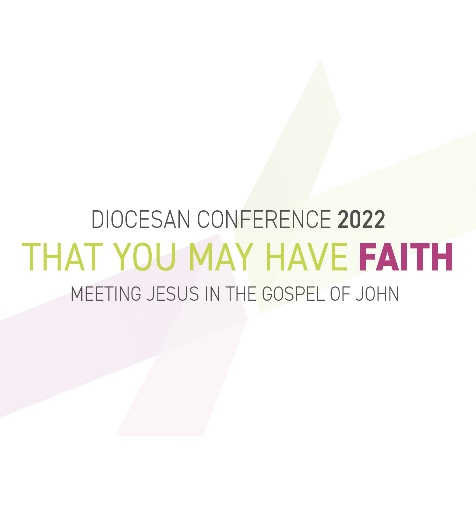 DIOCESAN CONFERENCE 2022
THAT YOU MAY HAVE FAITH
MEETING JESUS IN THE GOSPEL OF JOHN